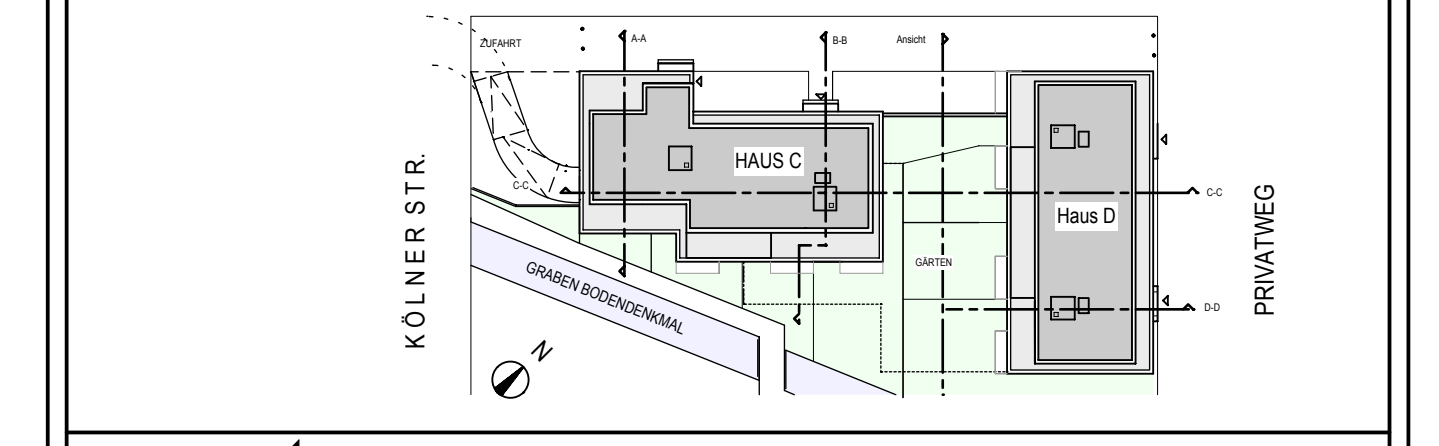 ZUFAHRT
A-A
B-B
Ansicht
HAUS C
C-C
C-C
Haus D
KÖLNER STR.
PRIVATWEG
GÄRTEN
GRABEN BODENDENKMAL
D-D
N